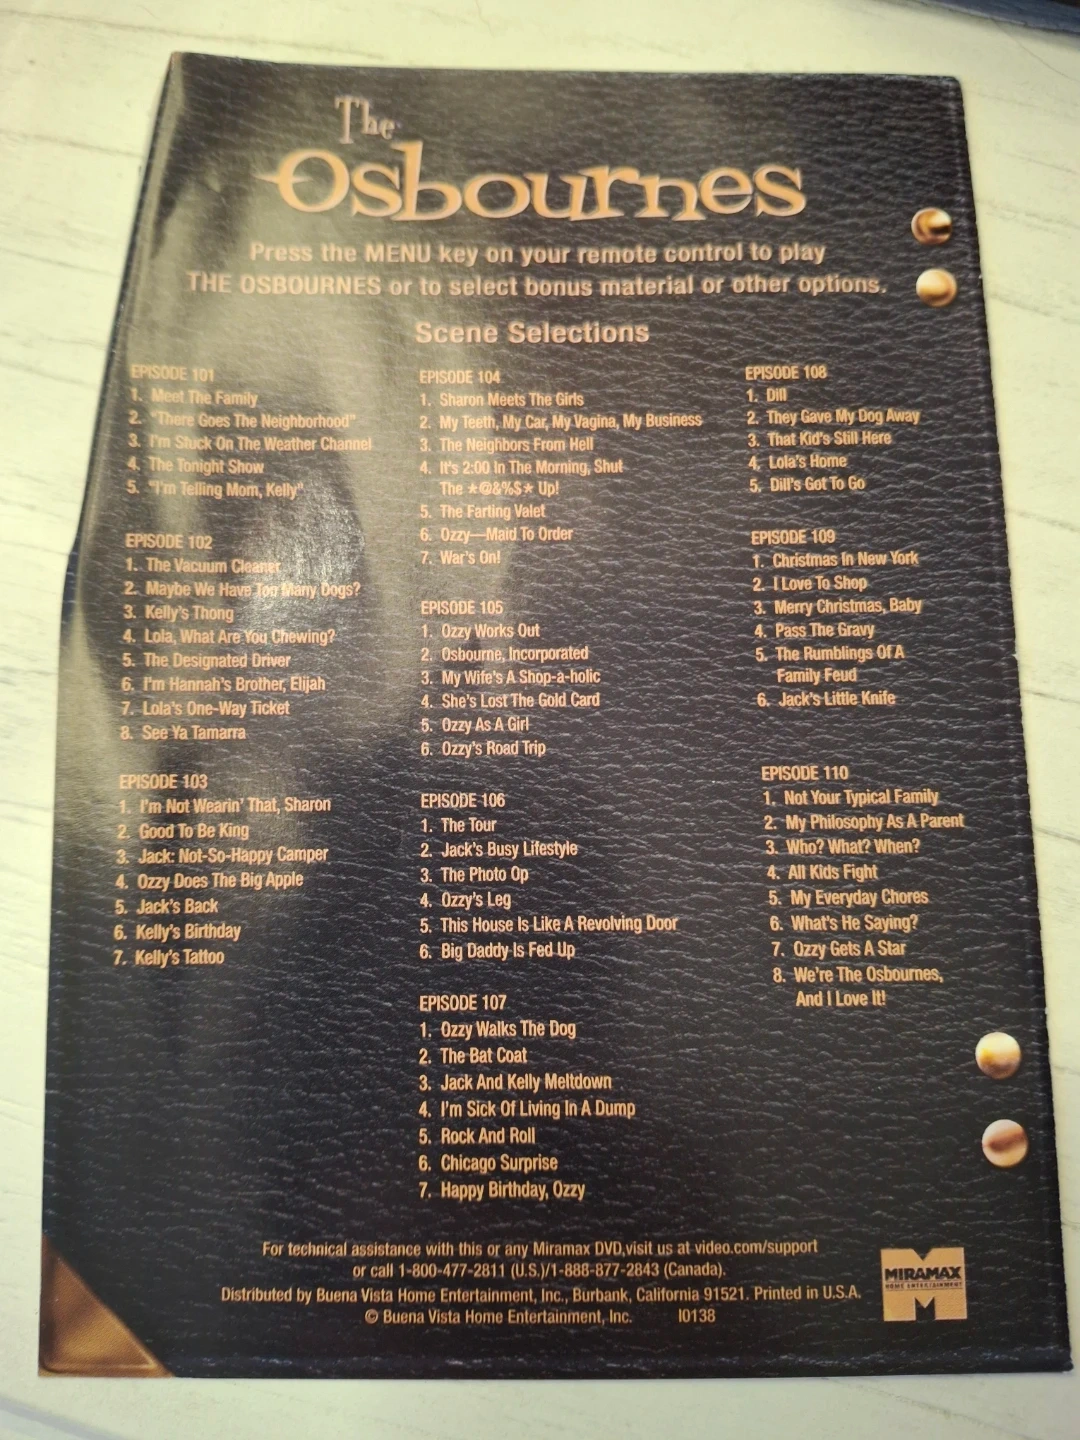 The
Osbournes
Press the MENU key on your remote control to play
THE OSBOURNES or to select bonus material or other options.
Scene Selections
EPISODE 101
1. Meet The Family
2. "There Goes The Neighborhood"
3. I'm Stuck On The Weather Channel
4. The Tonight Show
5. "I'm Telling Mom, Kelly"
EPISODE 102
1. The Vacuum Cleaner
2. Maybe We Have Too Many Dogs?
3. Kelly's Thong
4. Lola, What Are You Chewing?
5. The Designated Driver
6. I'm Hannah's Brother, Elijah
7. Lola's One-Way Ticket
8. See Ya Tamarra
EPISODE 103
1. I'm Not Wearin' That, Sharon
2. Good To Be King
3. Jack: Not-So-Happy Camper
4. Ozzy Does The Big Apple
5. Jack's Back
6. Kelly's Birthday
7. Kelly's Tattoo
EPISODE 104
1. Sharon Meets The Girls
2. My Teeth, My Car, My Vagina, My Business
3. The Neighbors From Hell
4. It's 2:00 In The Morning, Shut
The *@&%$* Up!
5. The Farting Valet
6. Ozzy—Maid To Order
7. War's On!
EPISODE 105
1. Ozzy Works Out
2. Osbourne, Incorporated
3. My Wife's A Shop-a-holic
4. She's Lost The Gold Card
5. Ozzy As A Girl
6. Ozzy's Road Trip
EPISODE 106
1. The Tour
2. Jack's Busy Lifestyle
3. The Photo Op
4. Ozzy's Leg
5. This House Is Like A Revolving Door
6. Big Daddy Is Fed Up
EPISODE 107
1. Ozzy Walks The Dog
2. The Bat Coat
3. Jack And Kelly Meltdown
4. I'm Sick Of Living In A Dump
5. Rock And Roll
6. Chicago Surprise
7. Happy Birthday, Ozzy
EPISODE 108
1. Dill
2. They Gave My Dog Away
3. That Kid's Still Here
4. Lola's Home
5. Dill's Got To Go
EPISODE 109
1. Christmas In New York
2. I Love To Shop
3. Merry Christmas, Baby
4. Pass The Gravy
5. The Rumblings Of A
Family Feud
6. Jack's Little Knife
EPISODE 110
1. Not Your Typical Family
2. My Philosophy As A Parent
3. Who? What? When?
4. All Kids Fight
5. My Everyday Chores
6. What's He Saying?
7. Ozzy Gets A Star
8. We're The Osbournes,
And I Love It!
For technical assistance with this or any Miramax DVD,visit us at video.com/support
or call 1-800-477-2811 (U.S.)/1-888-877-2843 (Canada).
Distributed by Buena Vista Home Entertainment, Inc., Burbank, California 91521. Printed in U.S.A.
© Buena Vista Home Entertainment, Inc. I0138
MIRAMAX
HOME ENTERTAINMENT